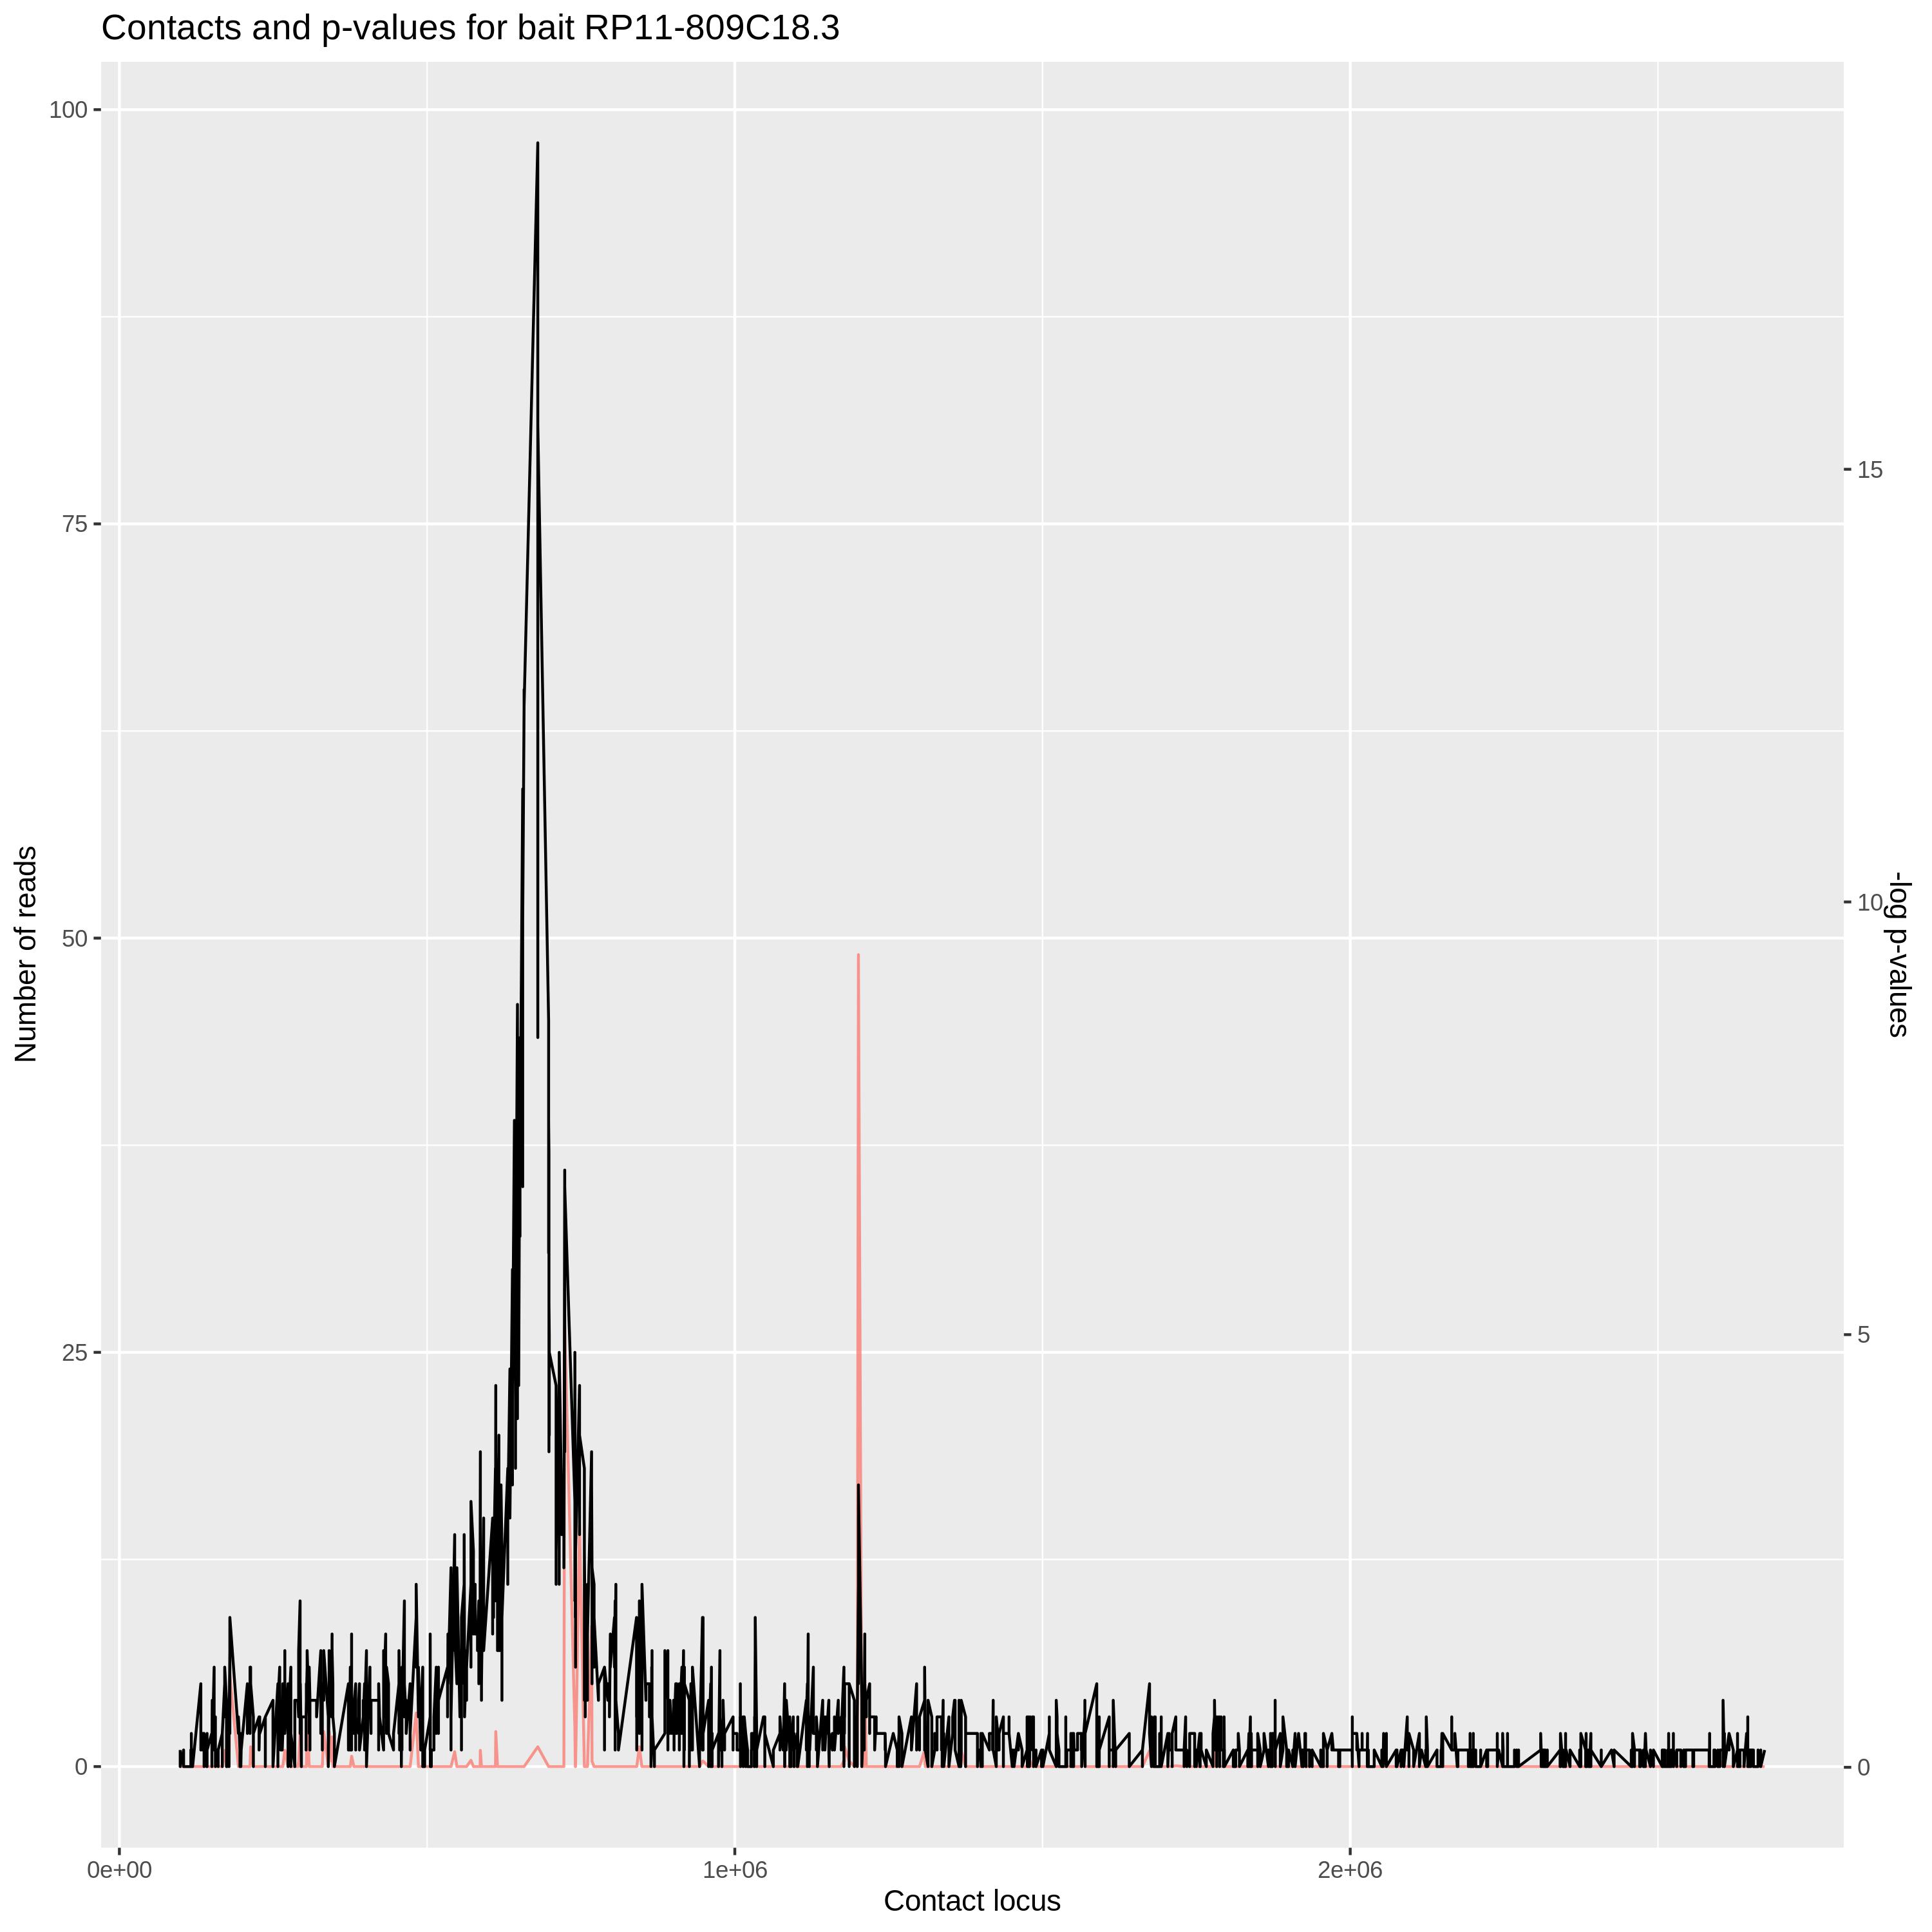 Contacts and p-values for bait RP11-809C18.3
100
75
50
25
0
Number of reads
15
10
5
0
-log p-values
0e+00
1e+06
2e+06
Contact locus